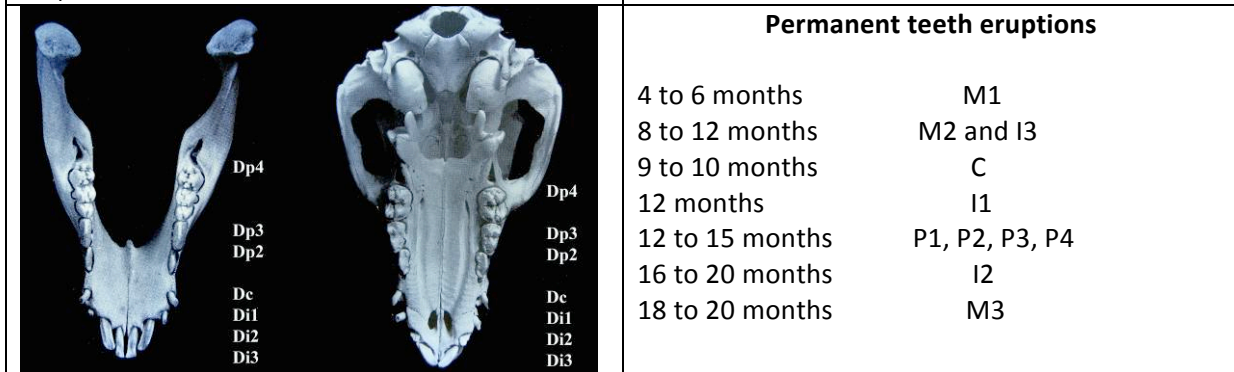 Dp4
Dp3
Dp2
Dc
Di1
Di2
Di3
Dp4
Dp3
Dp2
Dc
Di1
Di2
Di3
Permanent teeth eruptions
4 to 6 months M1
8 to 12 months M2 and I3
9 to 10 months C
12 months I1
12 to 15 months P1, P2, P3, P4
16 to 20 months I2
18 to 20 months M3